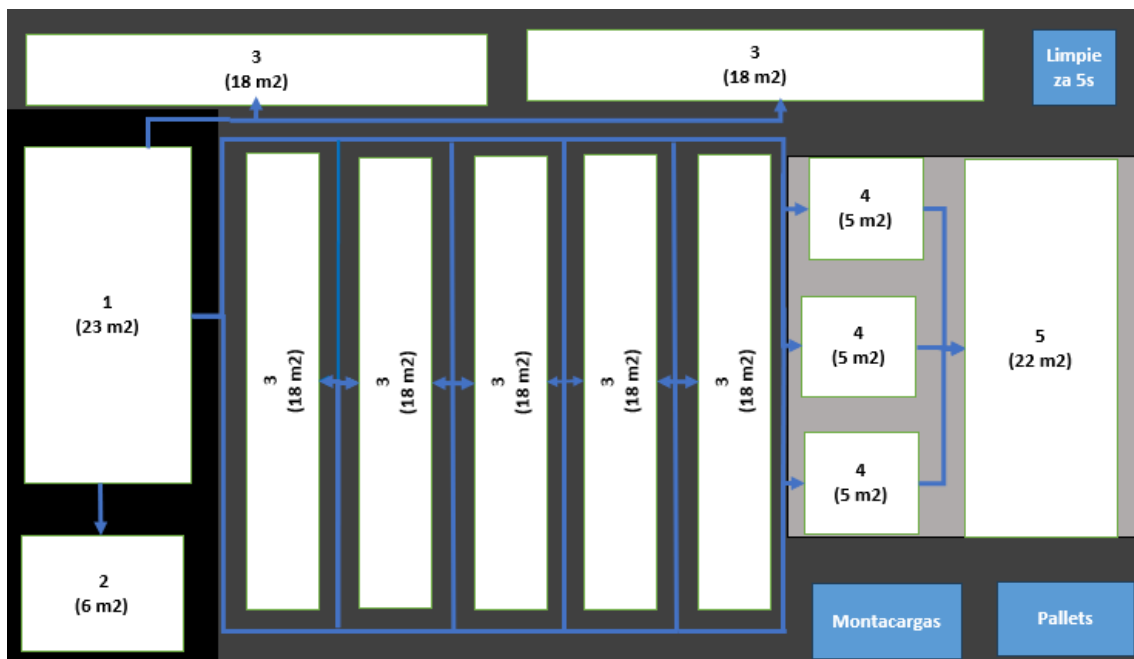 3
(18 m2)
3
(18 m2)
Limpie
za 5s
1
(23 m2)
3
(18 m2)
3
(18 m2)
3
(18 m2)
3
(18 m2)
3
(18 m2)
4
(5 m2)
4
(5 m2)
4
(5 m2)
5
(22 m2)
2
(6 m2)
Montacargas
Pallets